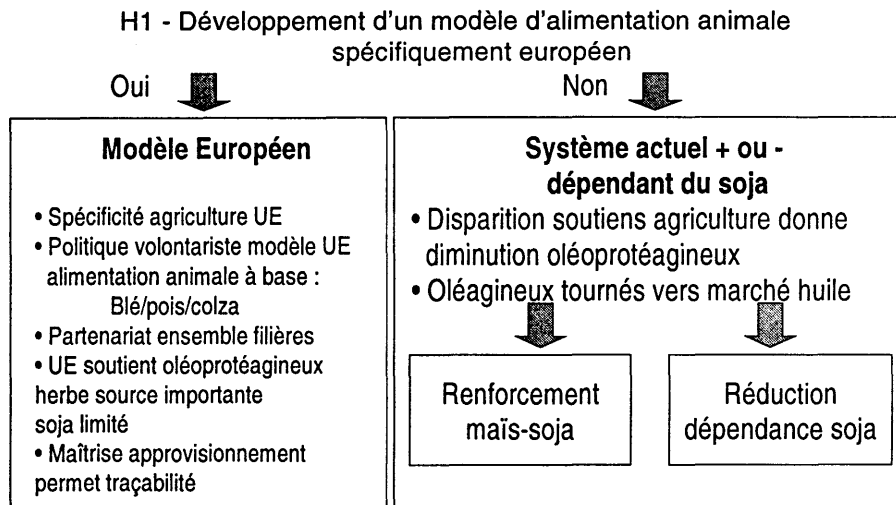 H1 - Développement d'un modèle d'alimentation animale
spécifiquement européen
Oui
Non
Modèle Européen
• Spécificité agriculture UE
• Politique volontariste modèle UE
alimentation animale à base :
Blé/pois/colza
• Partenariat ensemble filières
• UE soutient oléoprotéagineux
herbe source importante
soja limité
• Maîtrise approvisionnement
permet traçabilité
Système actuel + ou -
dépendant du soja
• Disparition soutiens agriculture donne
diminution oléoprotéagineux
• Oléagineux tournés vers marché huile
Renforcement
maïs-soja
Réduction
dépendance soja